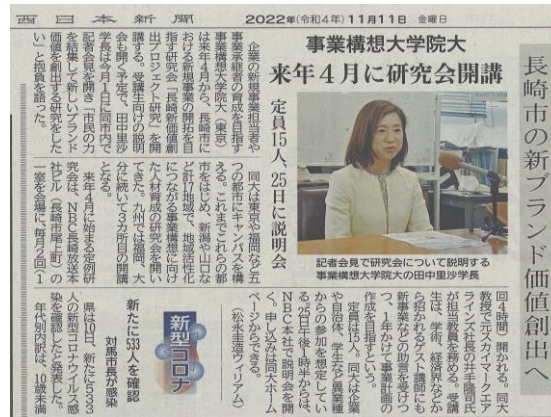 西日本新聞
2022年(令和4年)11月11日 金曜日
長崎市の新ブランド価値創出へ
事業構想大学院大
来年4月に研究会開講
定員15人、25日に説明会
企業の新規事業担当者や
事業承継者の育成を目指す
事業構想大学院大学（東京）
は来年4月から、長崎市に
おける新規事業の開拓を目
指す研究会「長崎新価値創
出プロジェクト研究」を開
講する。受講生向けの説明
会も開く予定で、田中里沙
学長は今月1日に同市内で
記者会見を開き「市民の力
を結集して新しいブランド
価値を創出する研究をした
い」と抱負を語った。
記者会見で研究会について説明する
事業構想大学院大学の田中里沙学長
同大は東京や福岡など五
つの都市にキャンパスを構
える。これまでこれらの都
市をはじめ、新潟や山口な
ど計17地域で、地域活性化
につながる事業構想に向け
た人材育成の研究会を開い
てきた。九州では福岡、大
分に続いて3カ所目の開講
となる。
来年4月に始まる定例研
究会は、NBC長崎放送本
社ビル（長崎市尾上町）の
一室を会場に毎月2回（1
回4時間）開かれる。同大
教授で元スカイマークエア
ラインズ社長の井手隆司氏
が担当教員を務める。受講
生は、学術、経済界などか
ら招かれるゲスト講師にも
新事業などの助言を受けつ
つ、1年かけて事業計画の
作成を目指すという。
定員は15人。同大は企業
や自治体、学生など異業種
からの参加を想定してい
る。25日午後1時半からは、
NBC本社で説明会を開
く。申し込みは同大ホーム
ページからできる。
（松永圭造ウィリアム）
新型コロナ
新たに533人を確認
対馬市長が感染
県は10日、新たに533
人の新型コロナウイルス感
染を確認したと発表した。
年代別内訳は、10歳未満